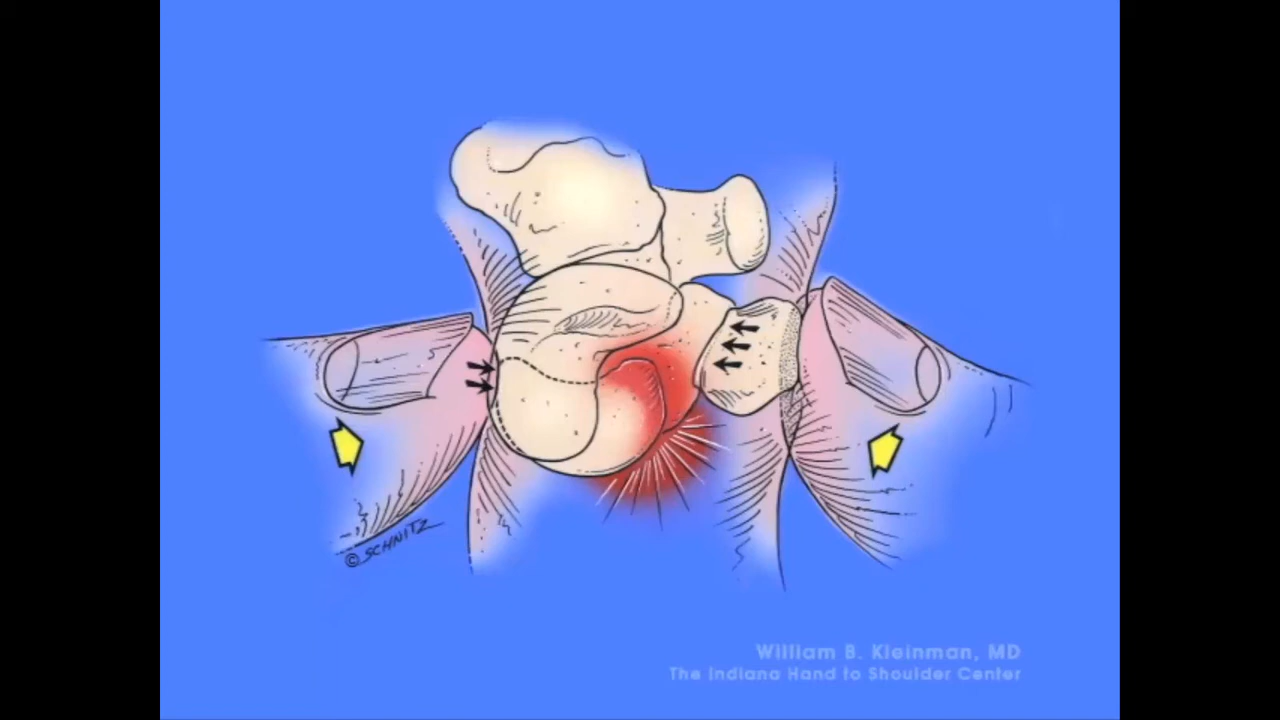 © SCHNITZ
William B. Kleinman, MD
The Indiana Hand to Shoulder Center